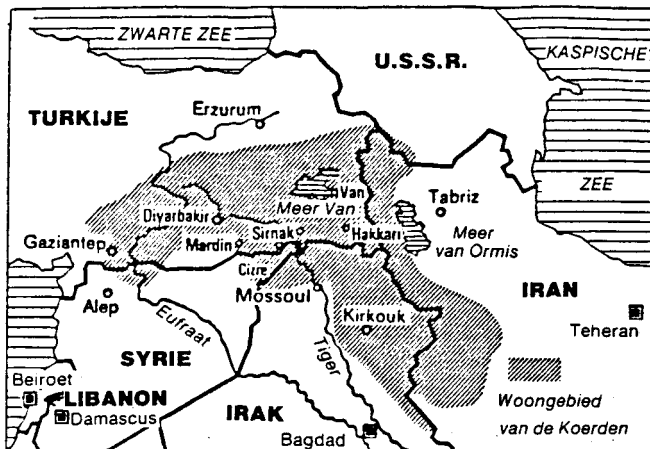 ZWARTE ZEE
U.S.S.R.
KASPISCHE
TURKIJE
Erzurum
ZEE
Van
Tabriz
Diyarbakir
Meer Van
Meer
van Ormis
Gaziantep
Mardin
Sirnak
Hakkari
Cizre
Alep
Mossoul
IRAN
Eufraat
Kirkouk
Teheran
SYRIE
Tiger
Beiroet
LIBANON
Damascus
IRAK
Bagdad
Woongebied
van de Koerden